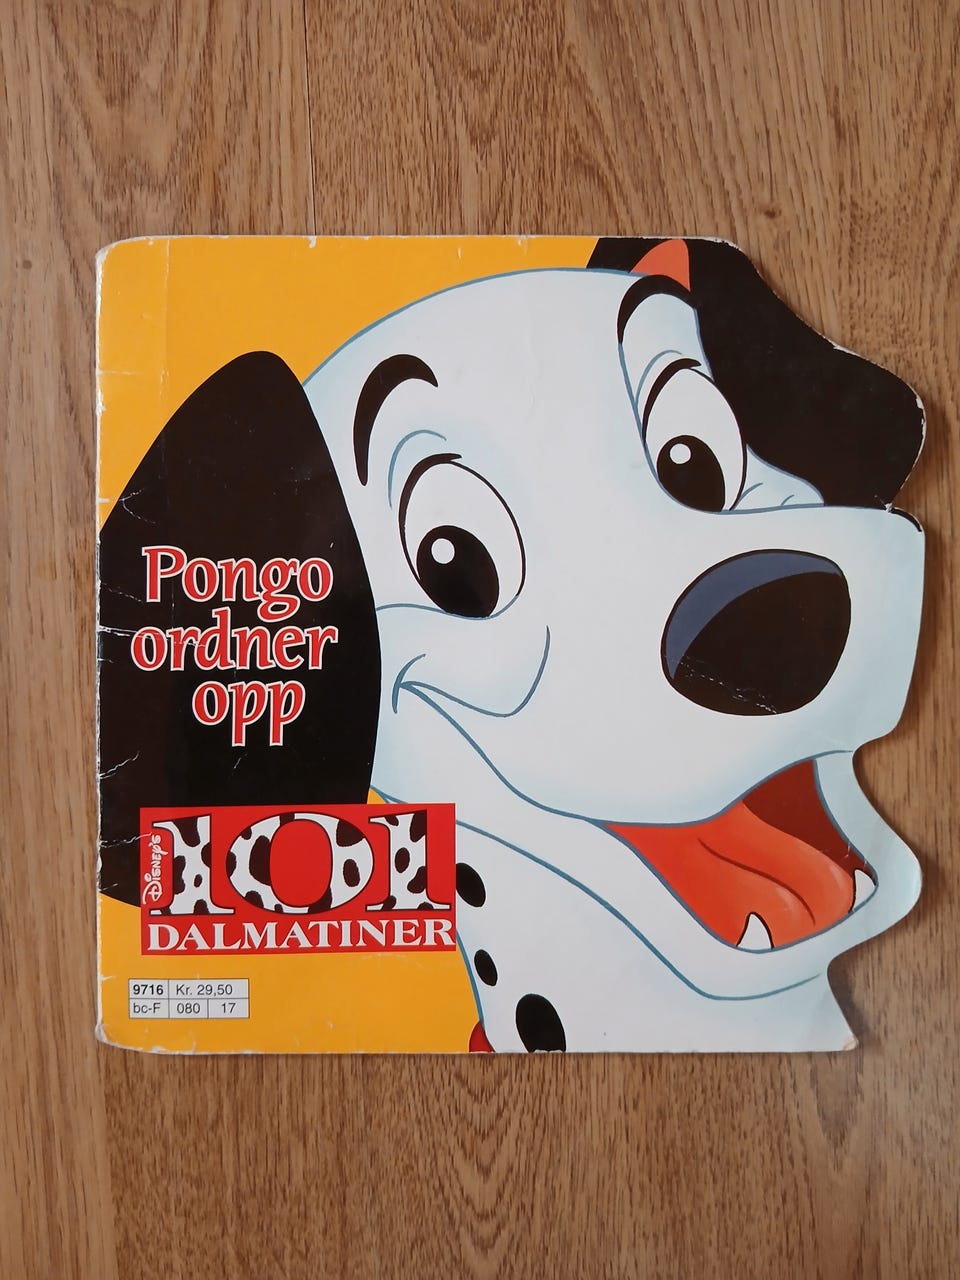 Pongo
ordner
opp
DISNEY'S
101
DALMATINER
9716 Kr. 29,50
bc-F 080 17